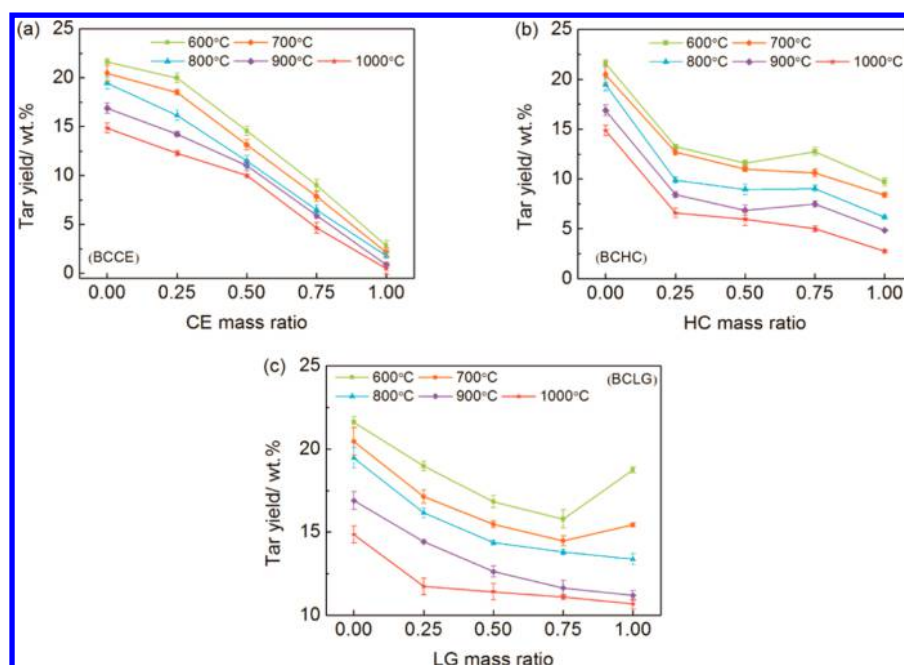 (a)
25
20
15
10
5
0
Tar yield/ wt.%
600°C 700°C
800°C 900°C 1000°C
(BCCE)
0.00 0.25 0.50 0.75 1.00
CE mass ratio
(b)
25
20
15
10
5
0
Tar yield/ wt.%
600°C 700°C
800°C 900°C 1000°C
(BCHC)
0.00 0.25 0.50 0.75 1.00
HC mass ratio
(c)
25
20
15
10
Tar yield/ wt.%
600°C 700°C
800°C 900°C 1000°C
(BCLG)
0.00 0.25 0.50 0.75 1.00
LG mass ratio